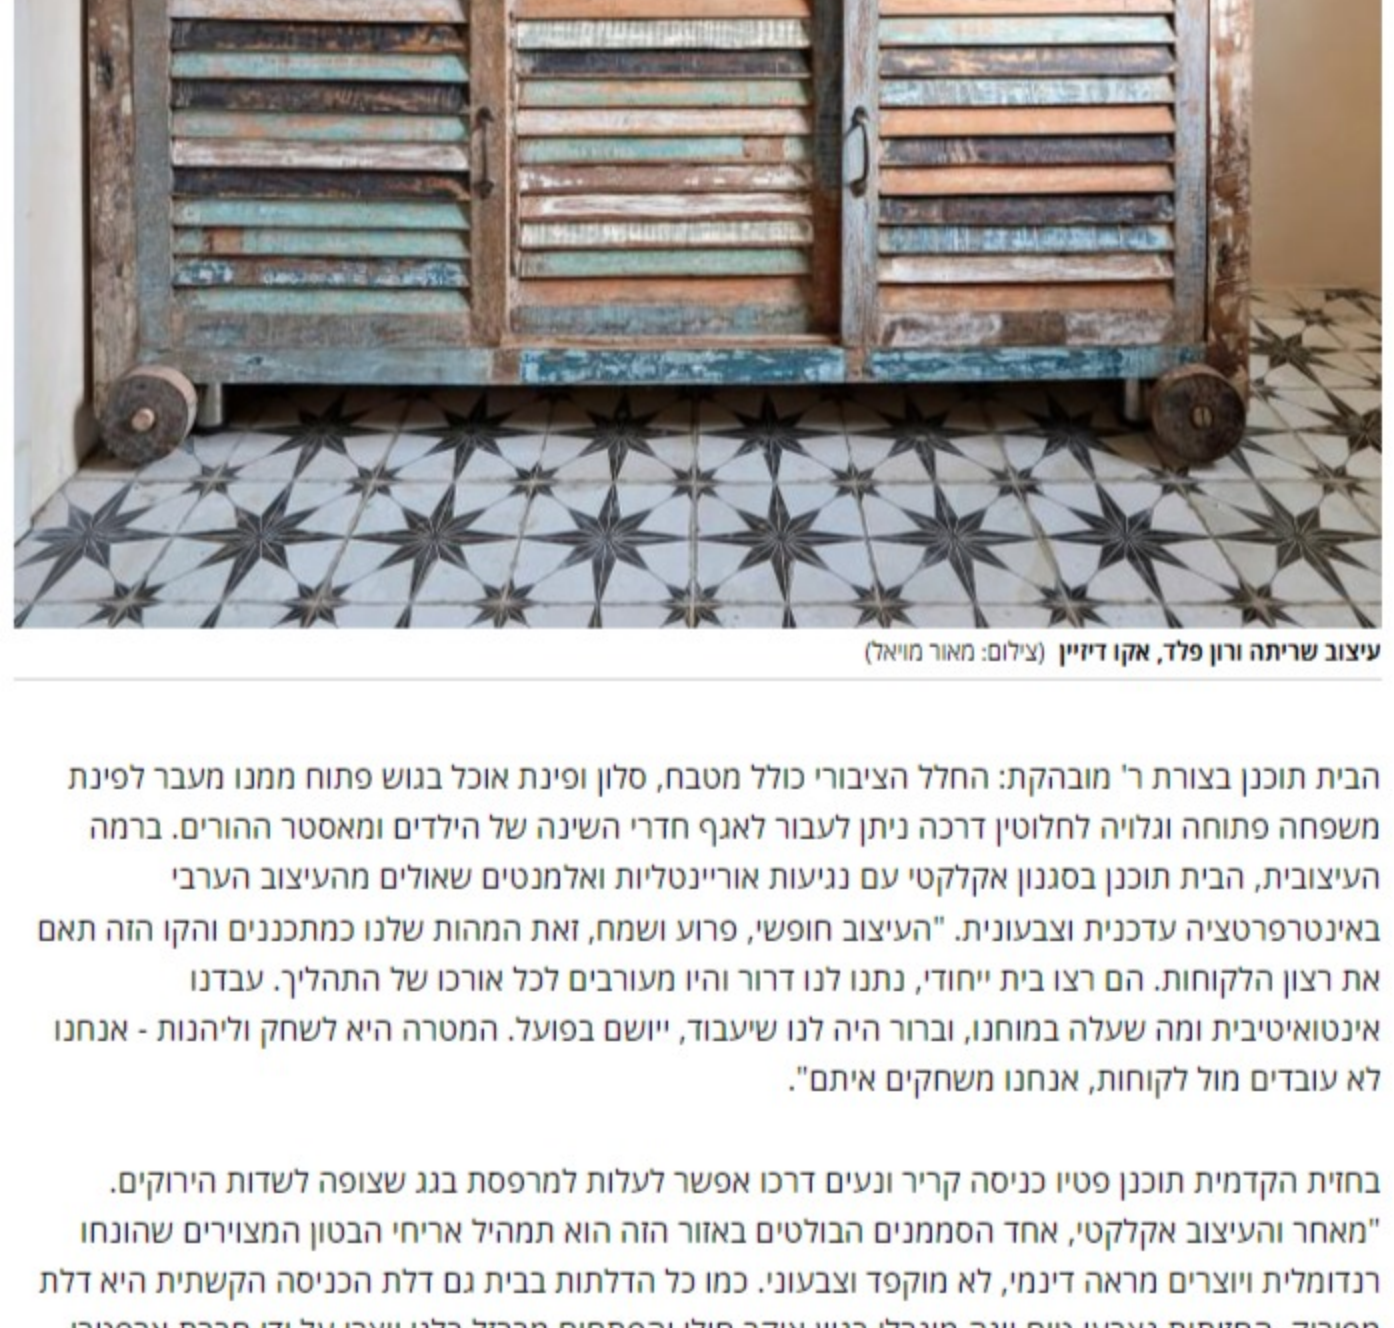 עיצוב שריתה ורון פלד, אקו דיזיין (צילום: מאור מויאל)
הבית תוכנן בצורת ר' מובהקת: החלל הציבורי כולל מטבח, סלון ופינת אוכל בגוש פתוח ממנו מעבר לפינת
משפחה פתוחה וגלויה לחלוטין דרכה ניתן לעבור לאגף חדרי השינה של הילדים ומאסטר ההורים. ברמה
העיצובית, הבית תוכנן בסגנון אקלקטי עם נגיעות אוריינטליות ואלמנטים שאולים מהעיצוב הערבי
באינטרפרטציה עדכנית וצבעונית. "העיצוב חופשי, פרוע ושמח, זאת המהות שלנו כמתכננים והקו הזה תאם
את רצון הלקוחות. הם רצו בית ייחודי, נתנו לנו דרור והיו מעורבים לכל אורכו של התהליך. עבדנו
אינטואיטיבית ומה שעלה במוחנו, וברור היה לנו שיעבוד, ייושם בפועל. המטרה היא לשחק וליהנות - אנחנו
לא עובדים מול לקוחות, אנחנו משחקים איתם".
בחזית הקדמית תוכנן פטיו כניסה קריר ונעים דרכו אפשר לעלות למרפסת בגג שצופה לשדות הירוקים.
"מאחר והעיצוב אקלקטי, אחד הסממנים הבולטים באזור הזה הוא תמהיל אריחי הבטון המצוירים שהונחו
רנדומלית ויוצרים מראה דינמי, לא מוקפד וצבעוני. כמו כל הדלתות בבית גם דלת הכניסה הקשתית היא דלת